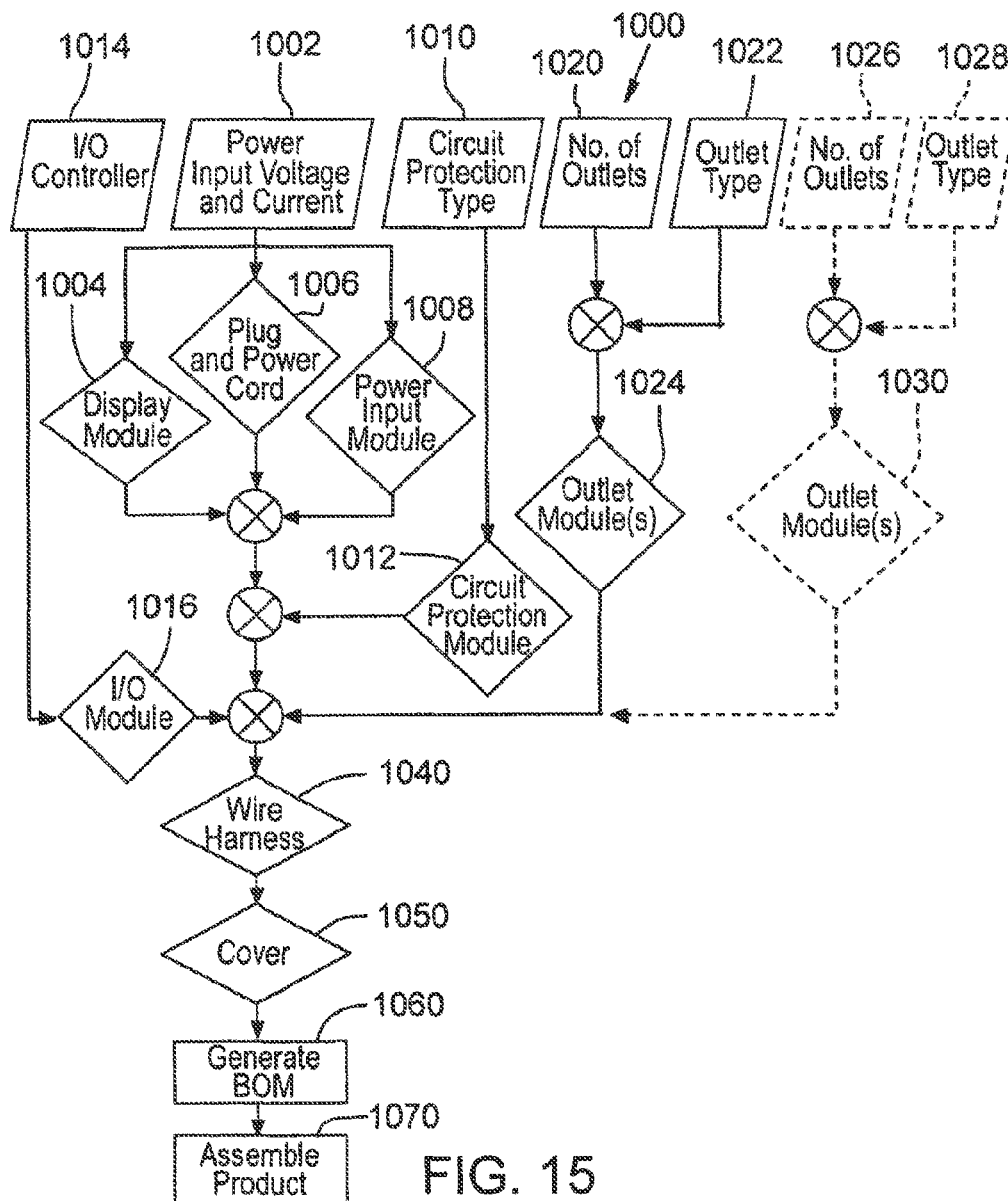 1014
1002
1010
1020
1000
1022
1026
1028
I/O
Controller
Power
Input Voltage
and Current
Circuit
Protection
Type
No. of
Outlets
Outlet
Type
No. of
Outlets
Outlet
Type
1004
1006
1008
Plug
and Power
Cord
Display
Module
Power
Input
Module
1024
1030
Outlet
Module(s)
Outlet
Module(s)
1012
Circuit
Protection
Module
1016
I/O
Module
1040
Wire
Harness
1050
Cover
1060
Generate
BOM
1070
Assemble
Product
FIG. 15